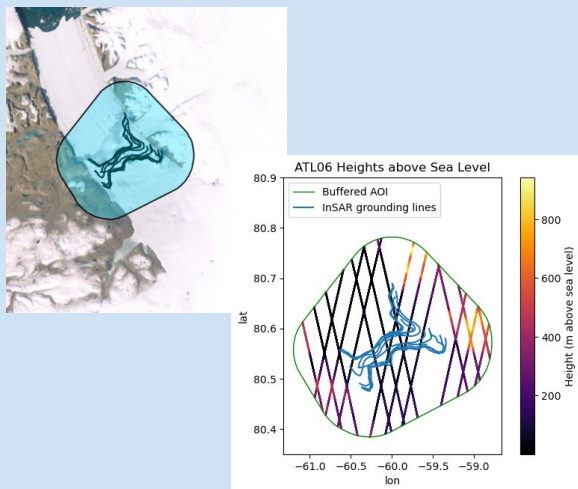 ATL06 Heights above Sea Level
Buffered AOI
InSAR grounding lines
80.9
80.8
80.7
80.6
80.5
80.4
lat
−61.0 −60.5 −60.0 −59.5 −59.0
lon
800
600
400
200
Height (m above sea level)